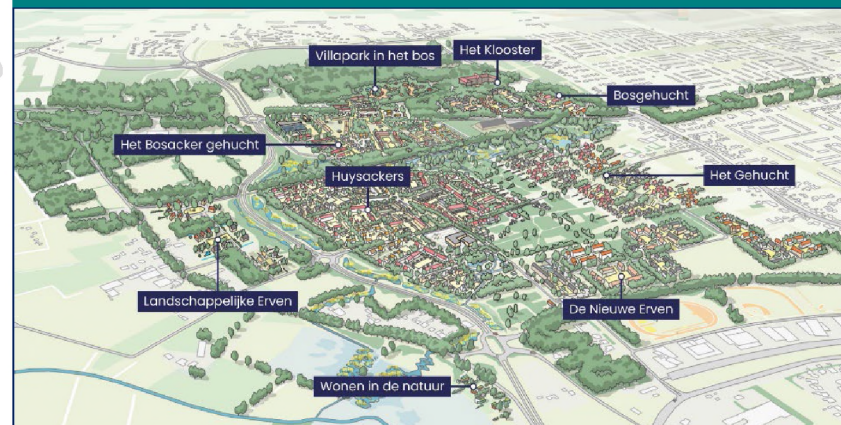 Het Klooster
Villapark in het bos
Bosgehucht
Het Bosacker gehucht
Huysackers
Het Gehucht
Landschappelijke Erven
De Nieuwe Erven
Wonen in de natuur